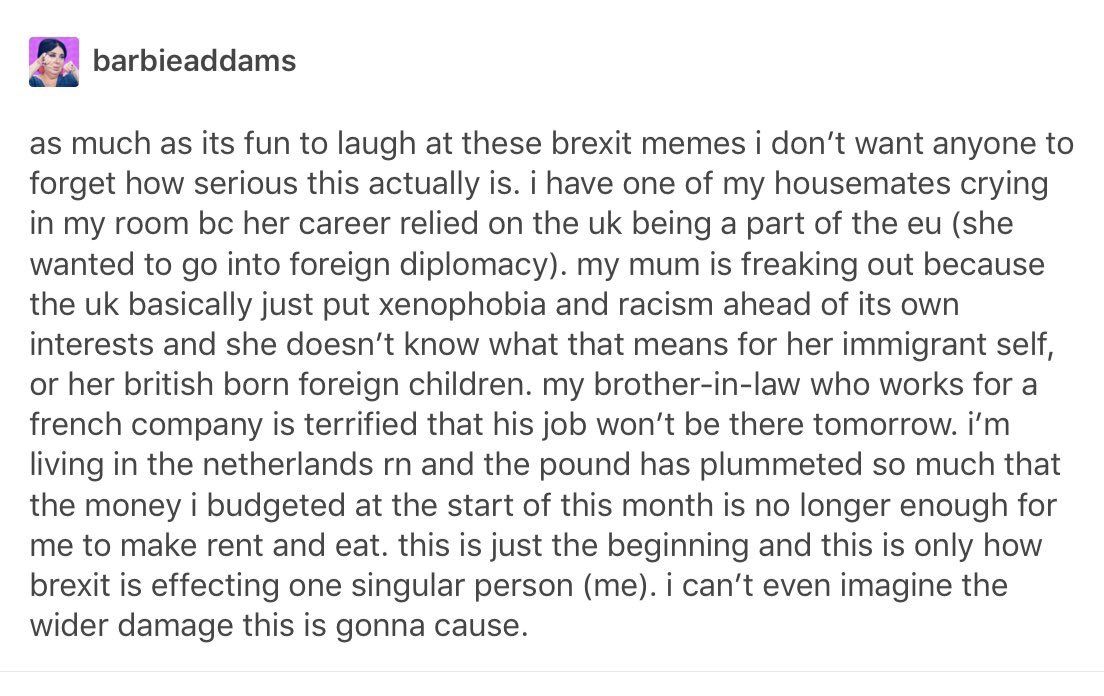 barbieaddams
as much as its fun to laugh at these brexit memes i don’t want anyone to
forget how serious this actually is. i have one of my housemates crying
in my room bc her career relied on the uk being a part of the eu (she
wanted to go into foreign diplomacy). my mum is freaking out because
the uk basically just put xenophobia and racism ahead of its own
interests and she doesn’t know what that means for her immigrant self,
or her british born foreign children. my brother-in-law who works for a
french company is terrified that his job won’t be there tomorrow. i’m
living in the netherlands rn and the pound has plummeted so much that
the money i budgeted at the start of this month is no longer enough for
me to make rent and eat. this is just the beginning and this is only how
brexit is effecting one singular person (me). i can’t even imagine the
wider damage this is gonna cause.